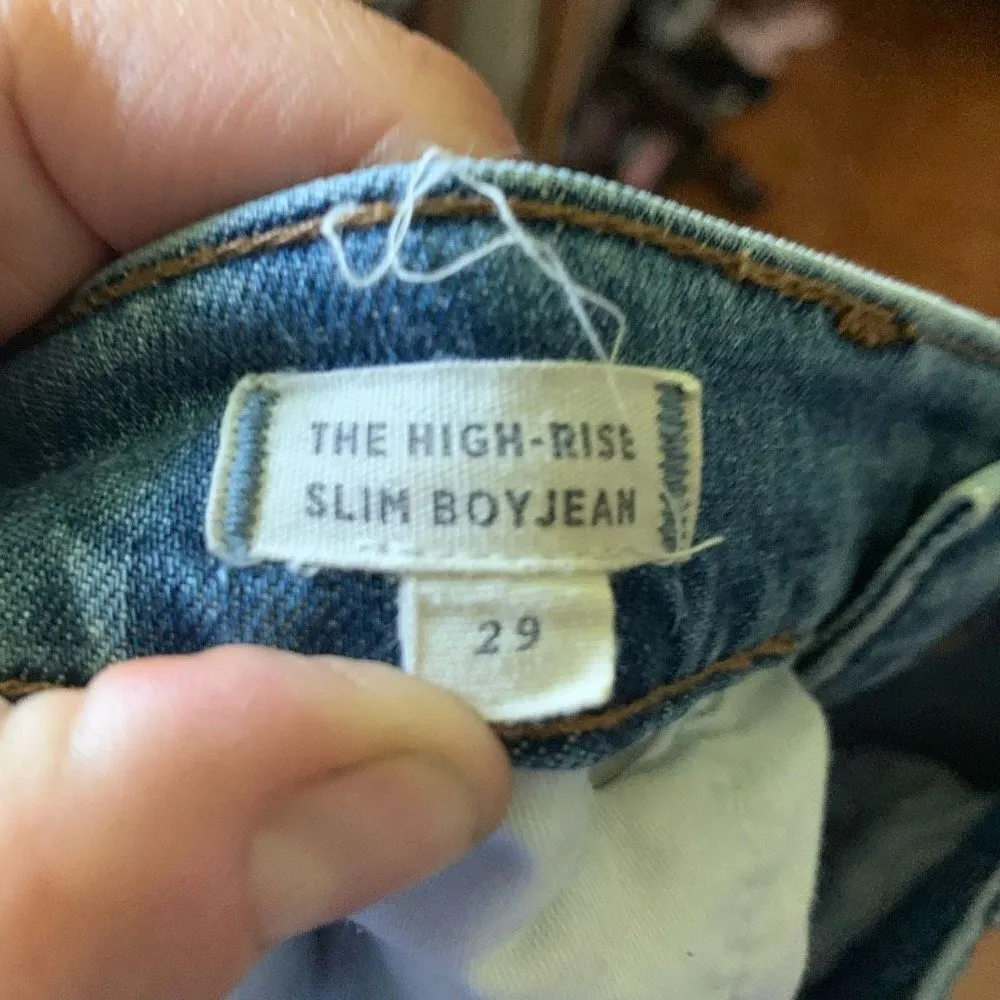 THE HIGH-RISE
SLIM BOYJEAN
29